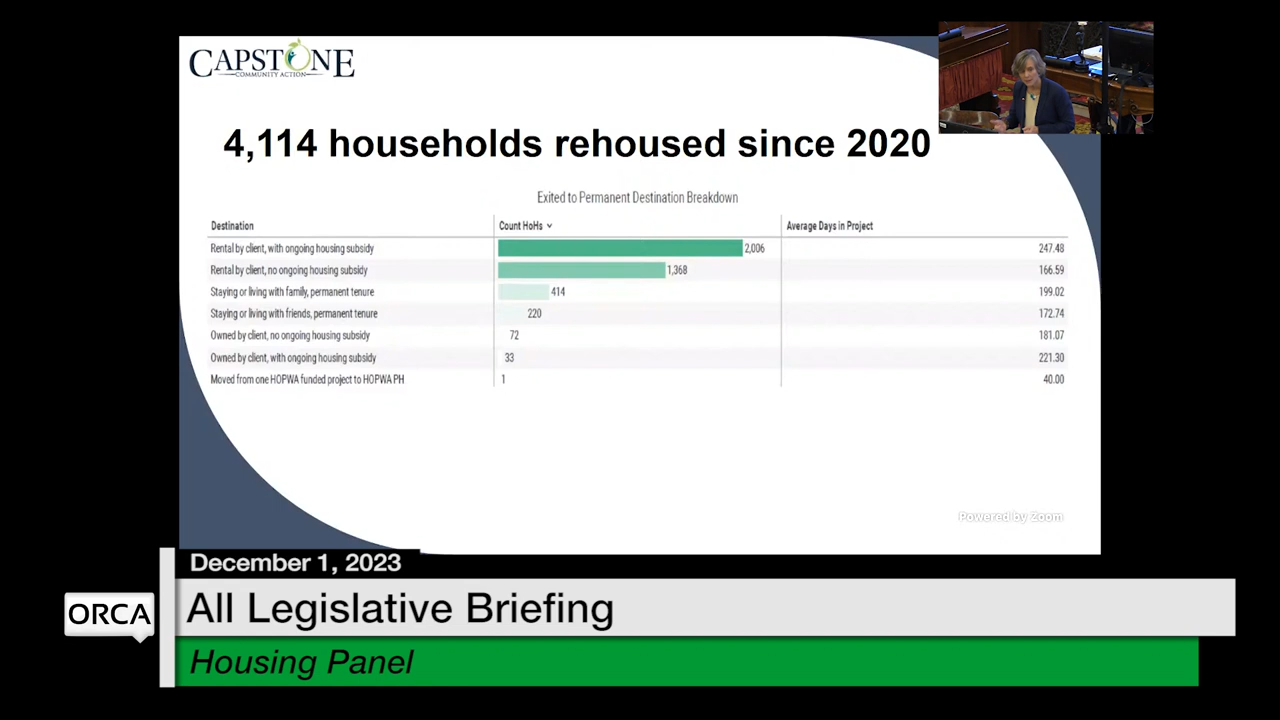 CAPSTONE
COMMUNITY ACTION
4,114 households rehoused since 2020
Exited to Permanent Destination Breakdown
Destination Count HoHs Average Days in Project
Rental by client, with ongoing housing subsidy 2,006 247.48
Rental by client, no ongoing housing subsidy 1,368 166.59
Staying or living with family, permanent tenure 414 199.02
Staying or living with friends, permanent tenure 220 172.74
Owned by client, no ongoing housing subsidy 72 181.07
Owned by client, with ongoing housing subsidy 33 221.30
Moved from one HOPWA funded project to HOPWA PH 1 40.00
Powered by Zoom
December 1, 2023
ORCA
All Legislative Briefing
Housing Panel